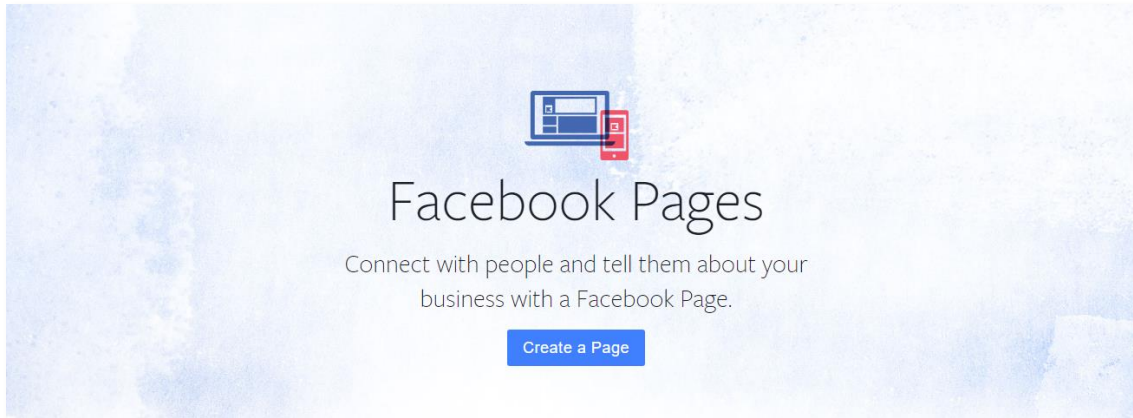 Facebook Pages
Connect with people and tell them about your
business with a Facebook Page.
Create a Page